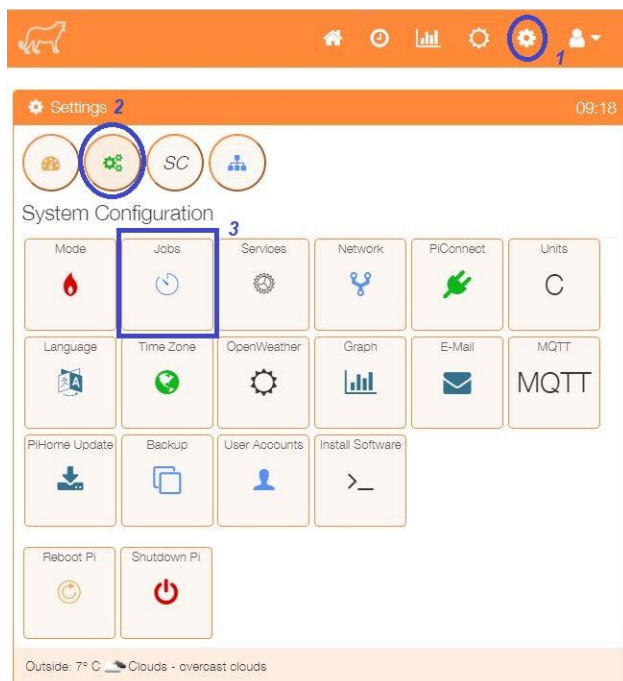 1
Settings 2 09:18
SC
System Configuration
3
Mode Jobs Services Network PiConnect Units
C
Language Time Zone OpenWeather Graph E-Mail MQTT
MQTT
PiHome Update Backup User Accounts Install Software
>_
Reboot Pi Shutdown Pi
Outside: 7° C Clouds - overcast clouds